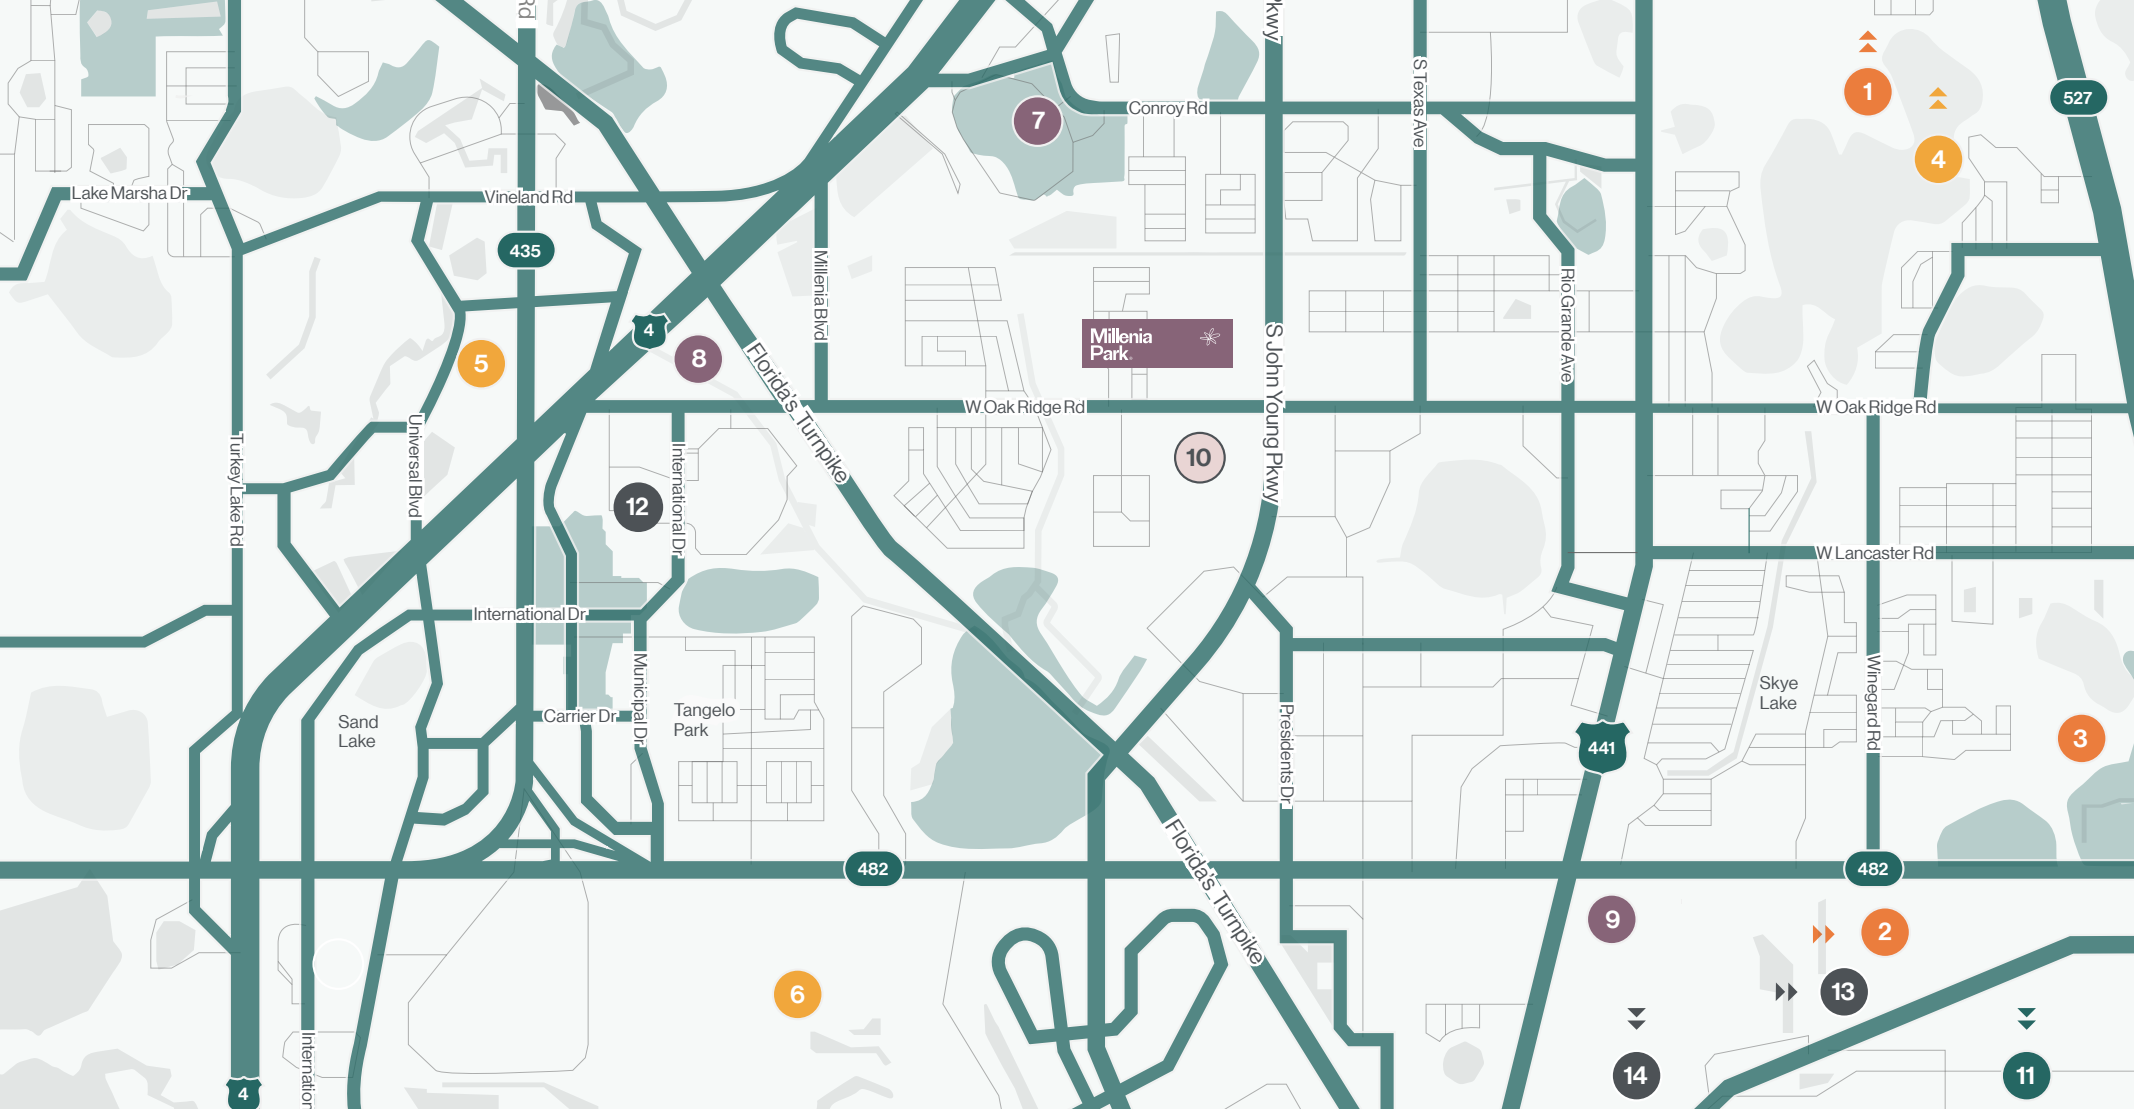 Rd
Pkwy
1
527
7
Conroy Rd
S Texas Ave
4
Lake Marsha Dr
Vineland Rd
435
Millenia Blvd
Rio Grande Ave
4
Millenia
Park
S John Young Pkwy
5
8
Florida's Turnpike
W Oak Ridge Rd
W Oak Ridge Rd
Turkey Lake Rd
Universal Blvd
International Dr
10
12
W Lancaster Rd
International Dr
Municipal Dr
Carrier Dr
Tangelo
Park
Sand
Lake
Presidents Dr
Skye
Lake
Winegard Rd
441
3
482
482
Florida's Turnpike
9
2
6
13
Internation
14
11
4